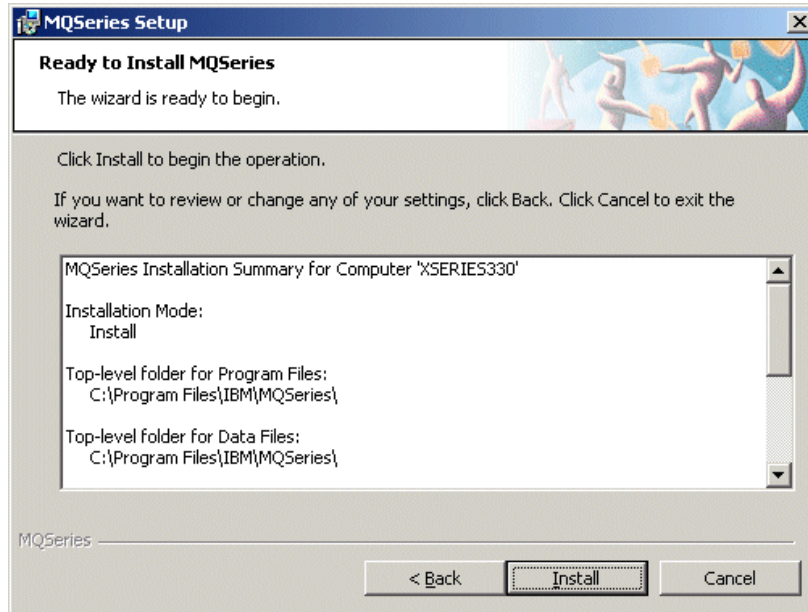 MQSeries Setup
Ready to Install MQSeries
The wizard is ready to begin.
Click Install to begin the operation.
If you want to review or change any of your settings, click Back. Click Cancel to exit the
wizard.
MQSeries Installation Summary for Computer 'XSERIES330'
Installation Mode:
Install
Top-level folder for Program Files:
C:\Program Files\IBM\MQSeries\
Top-level folder for Data Files:
C:\Program Files\IBM\MQSeries\
MQSeries
< Back
Install
Cancel